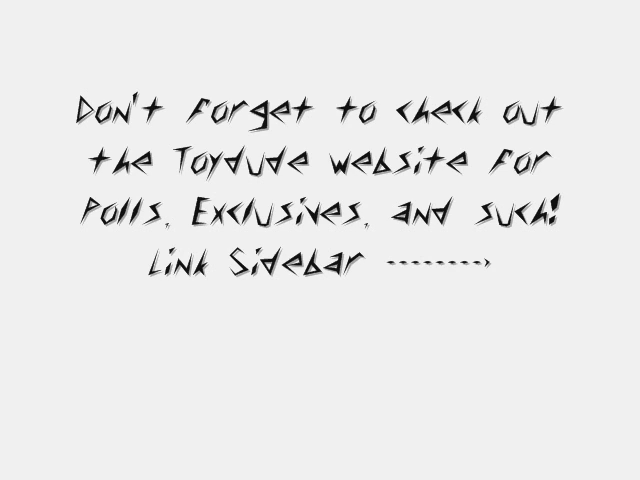 Don't forget to check out
the Toydude website for
Polls, Exclusives, and such!
Link Sidebar -------->